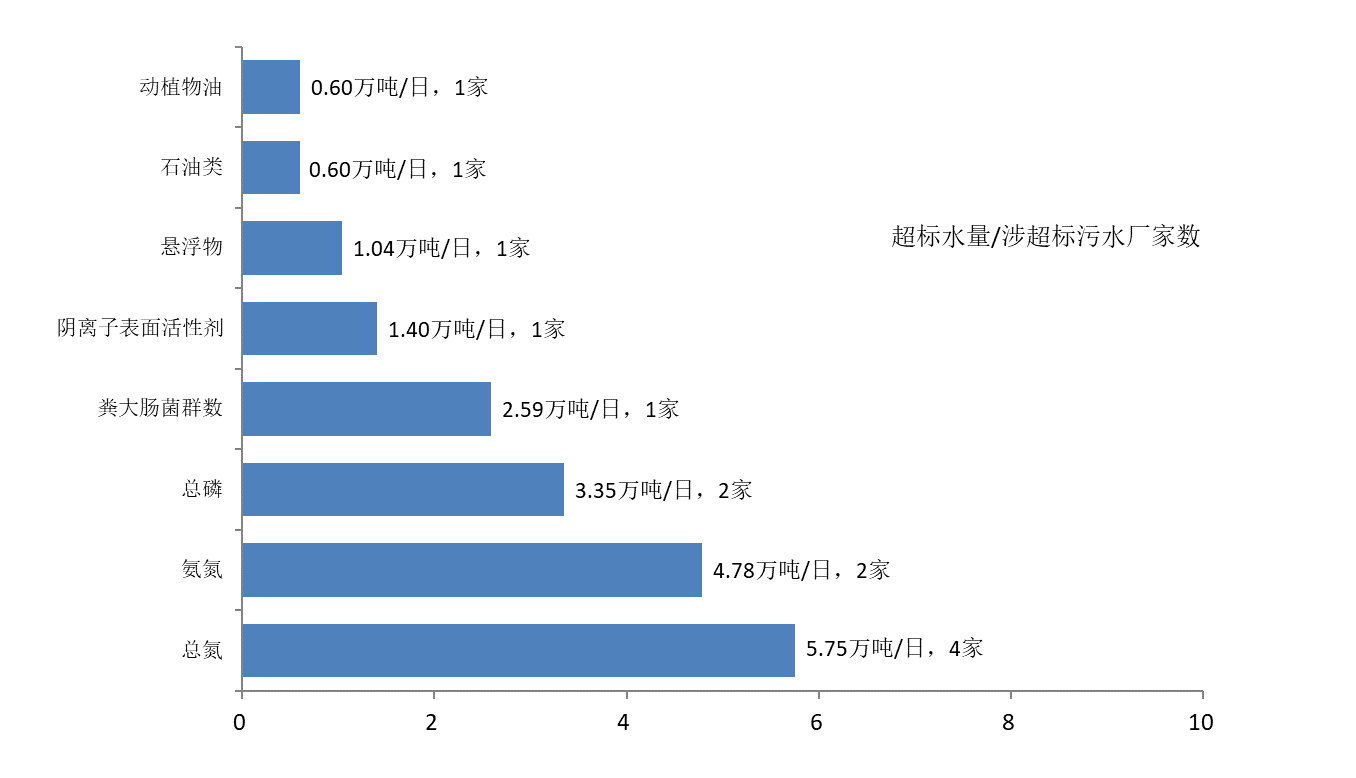 动植物油 0.60万吨/日，1家
石油类 0.60万吨/日，1家
悬浮物 1.04万吨/日，1家
超标水量/涉超标污水厂家数
阴离子表面活性剂 1.40万吨/日，1家
粪大肠菌群数 2.59万吨/日，1家
总磷 3.35万吨/日，2家
氨氮 4.78万吨/日，2家
总氮 5.75万吨/日，4家
0 2 4 6 8 10